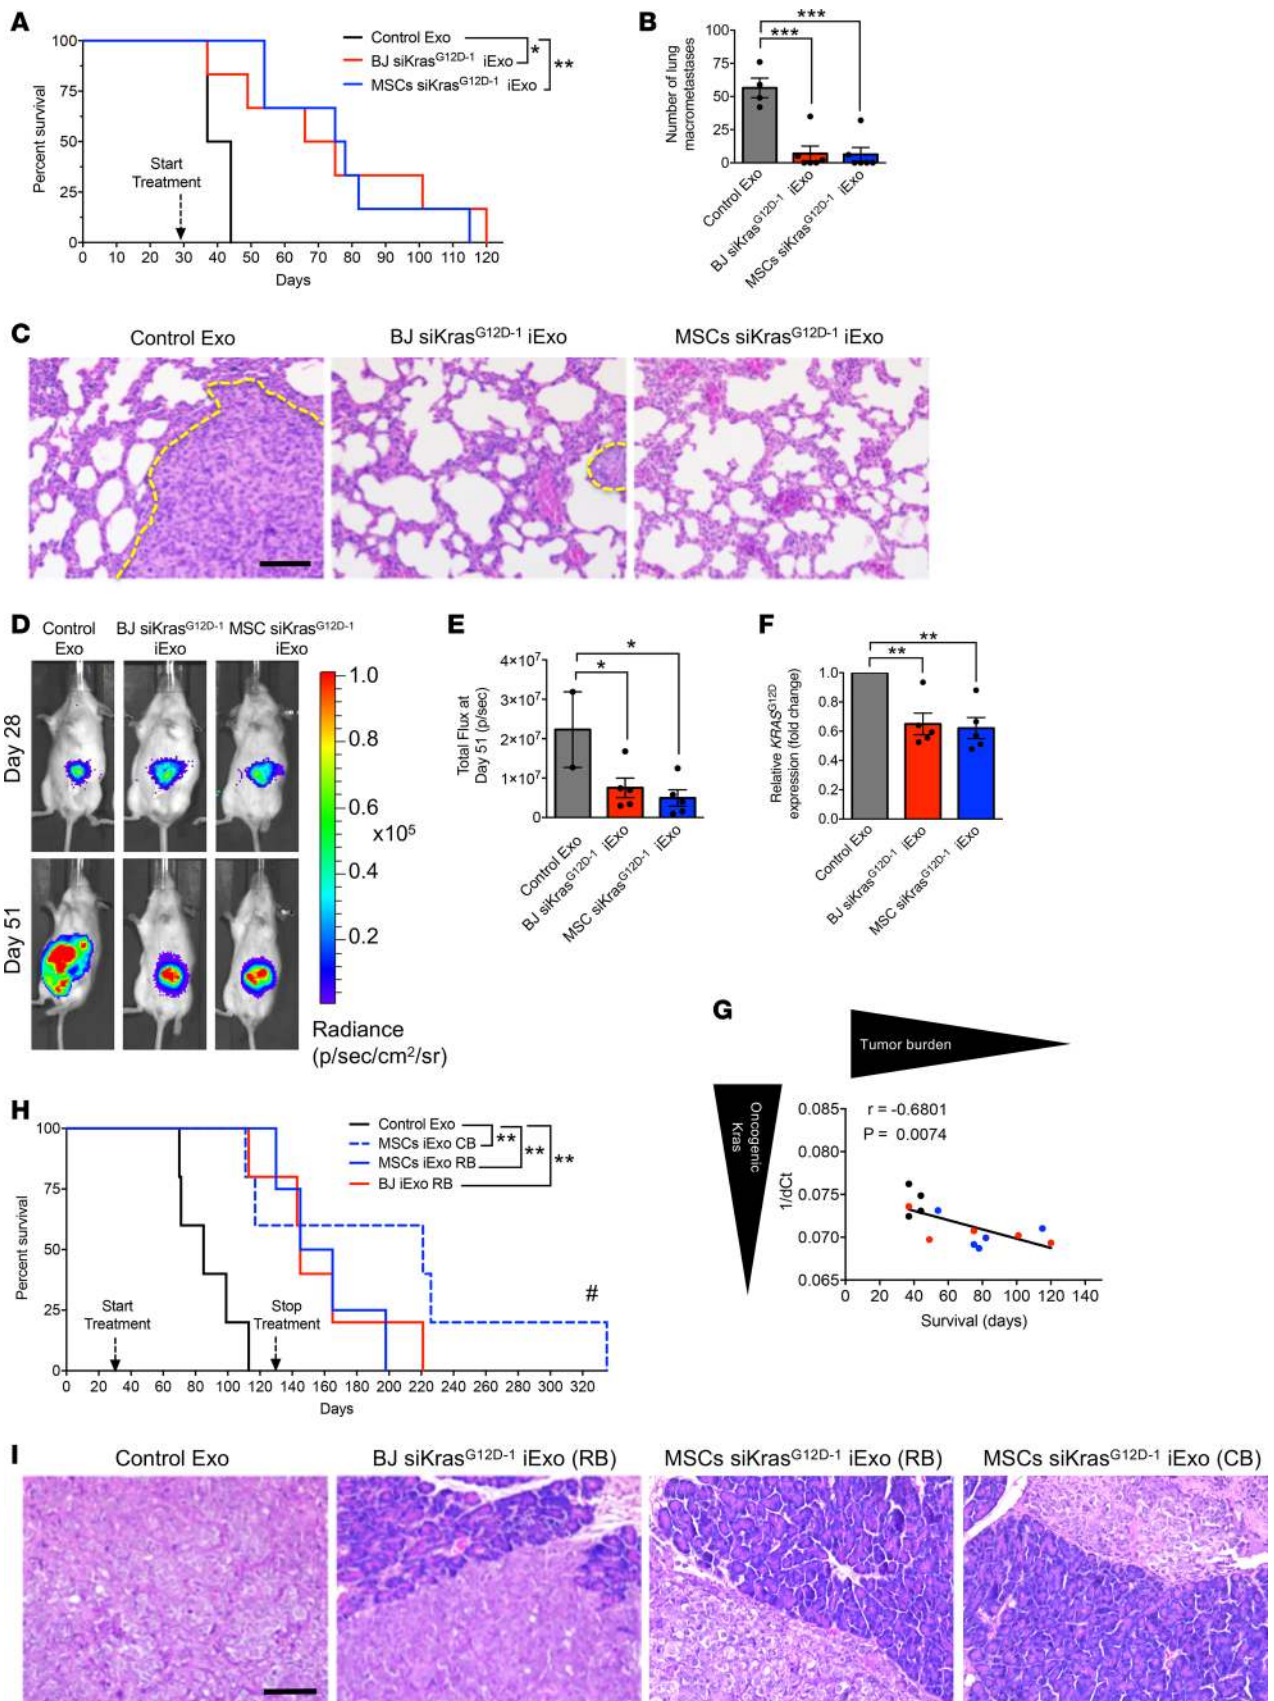 A
Control Exo
BJ siKras^G12D-1 iExo
MSCs siKras^G12D-1 iExo
*
**
Percent survival
100
75
50
25
0
Start
Treatment
0 10 20 30 40 50 60 70 80 90 100 110 120
Days
B
***
***
Number of lung
macrometastases
100
75
50
25
0
Control Exo
BJ siKras^G12D-1 iExo
MSCs siKras^G12D-1 iExo
C
Control Exo
BJ siKras^G12D-1 iExo
MSCs siKras^G12D-1 iExo
D
Control
Exo
BJ siKras^G12D-1
iExo
MSC siKras^G12D-1
iExo
Day 28
Day 51
1.0
0.8
0.6
x10^5
0.4
0.2
Radiance
(p/sec/cm²/sr)
E
*
*
Total Flux at
Day 51 (p/sec)
4×10^7
3×10^7
2×10^7
1×10^7
0
Control Exo
BJ siKras^G12D-1 iExo
MSC siKras^G12D-1 iExo
F
**
**
Relative KRAS^G12D
expression (fold change)
1.0
0.8
0.6
0.4
0.2
0.0
Control Exo
BJ siKras^G12D-1 iExo
MSC siKras^G12D-1 iExo
G
Tumor burden
Oncogenic
Kras
r = -0.6801
P = 0.0074
1/dCt
0.085
0.080
0.075
0.070
0.065
0 20 40 60 80 100 120 140
Survival (days)
H
Control Exo
MSCs iExo CB
MSCs iExo RB
BJ iExo RB
**
**
**
Percent survival
100
75
50
25
0
Start
Treatment
Stop
Treatment
#
0 20 40 60 80 100 120 140 160 180 200 220 240 260 280 300 320
Days
I
Control Exo
BJ siKras^G12D-1 iExo (RB)
MSCs siKras^G12D-1 iExo (RB)
MSCs siKras^G12D-1 iExo (CB)